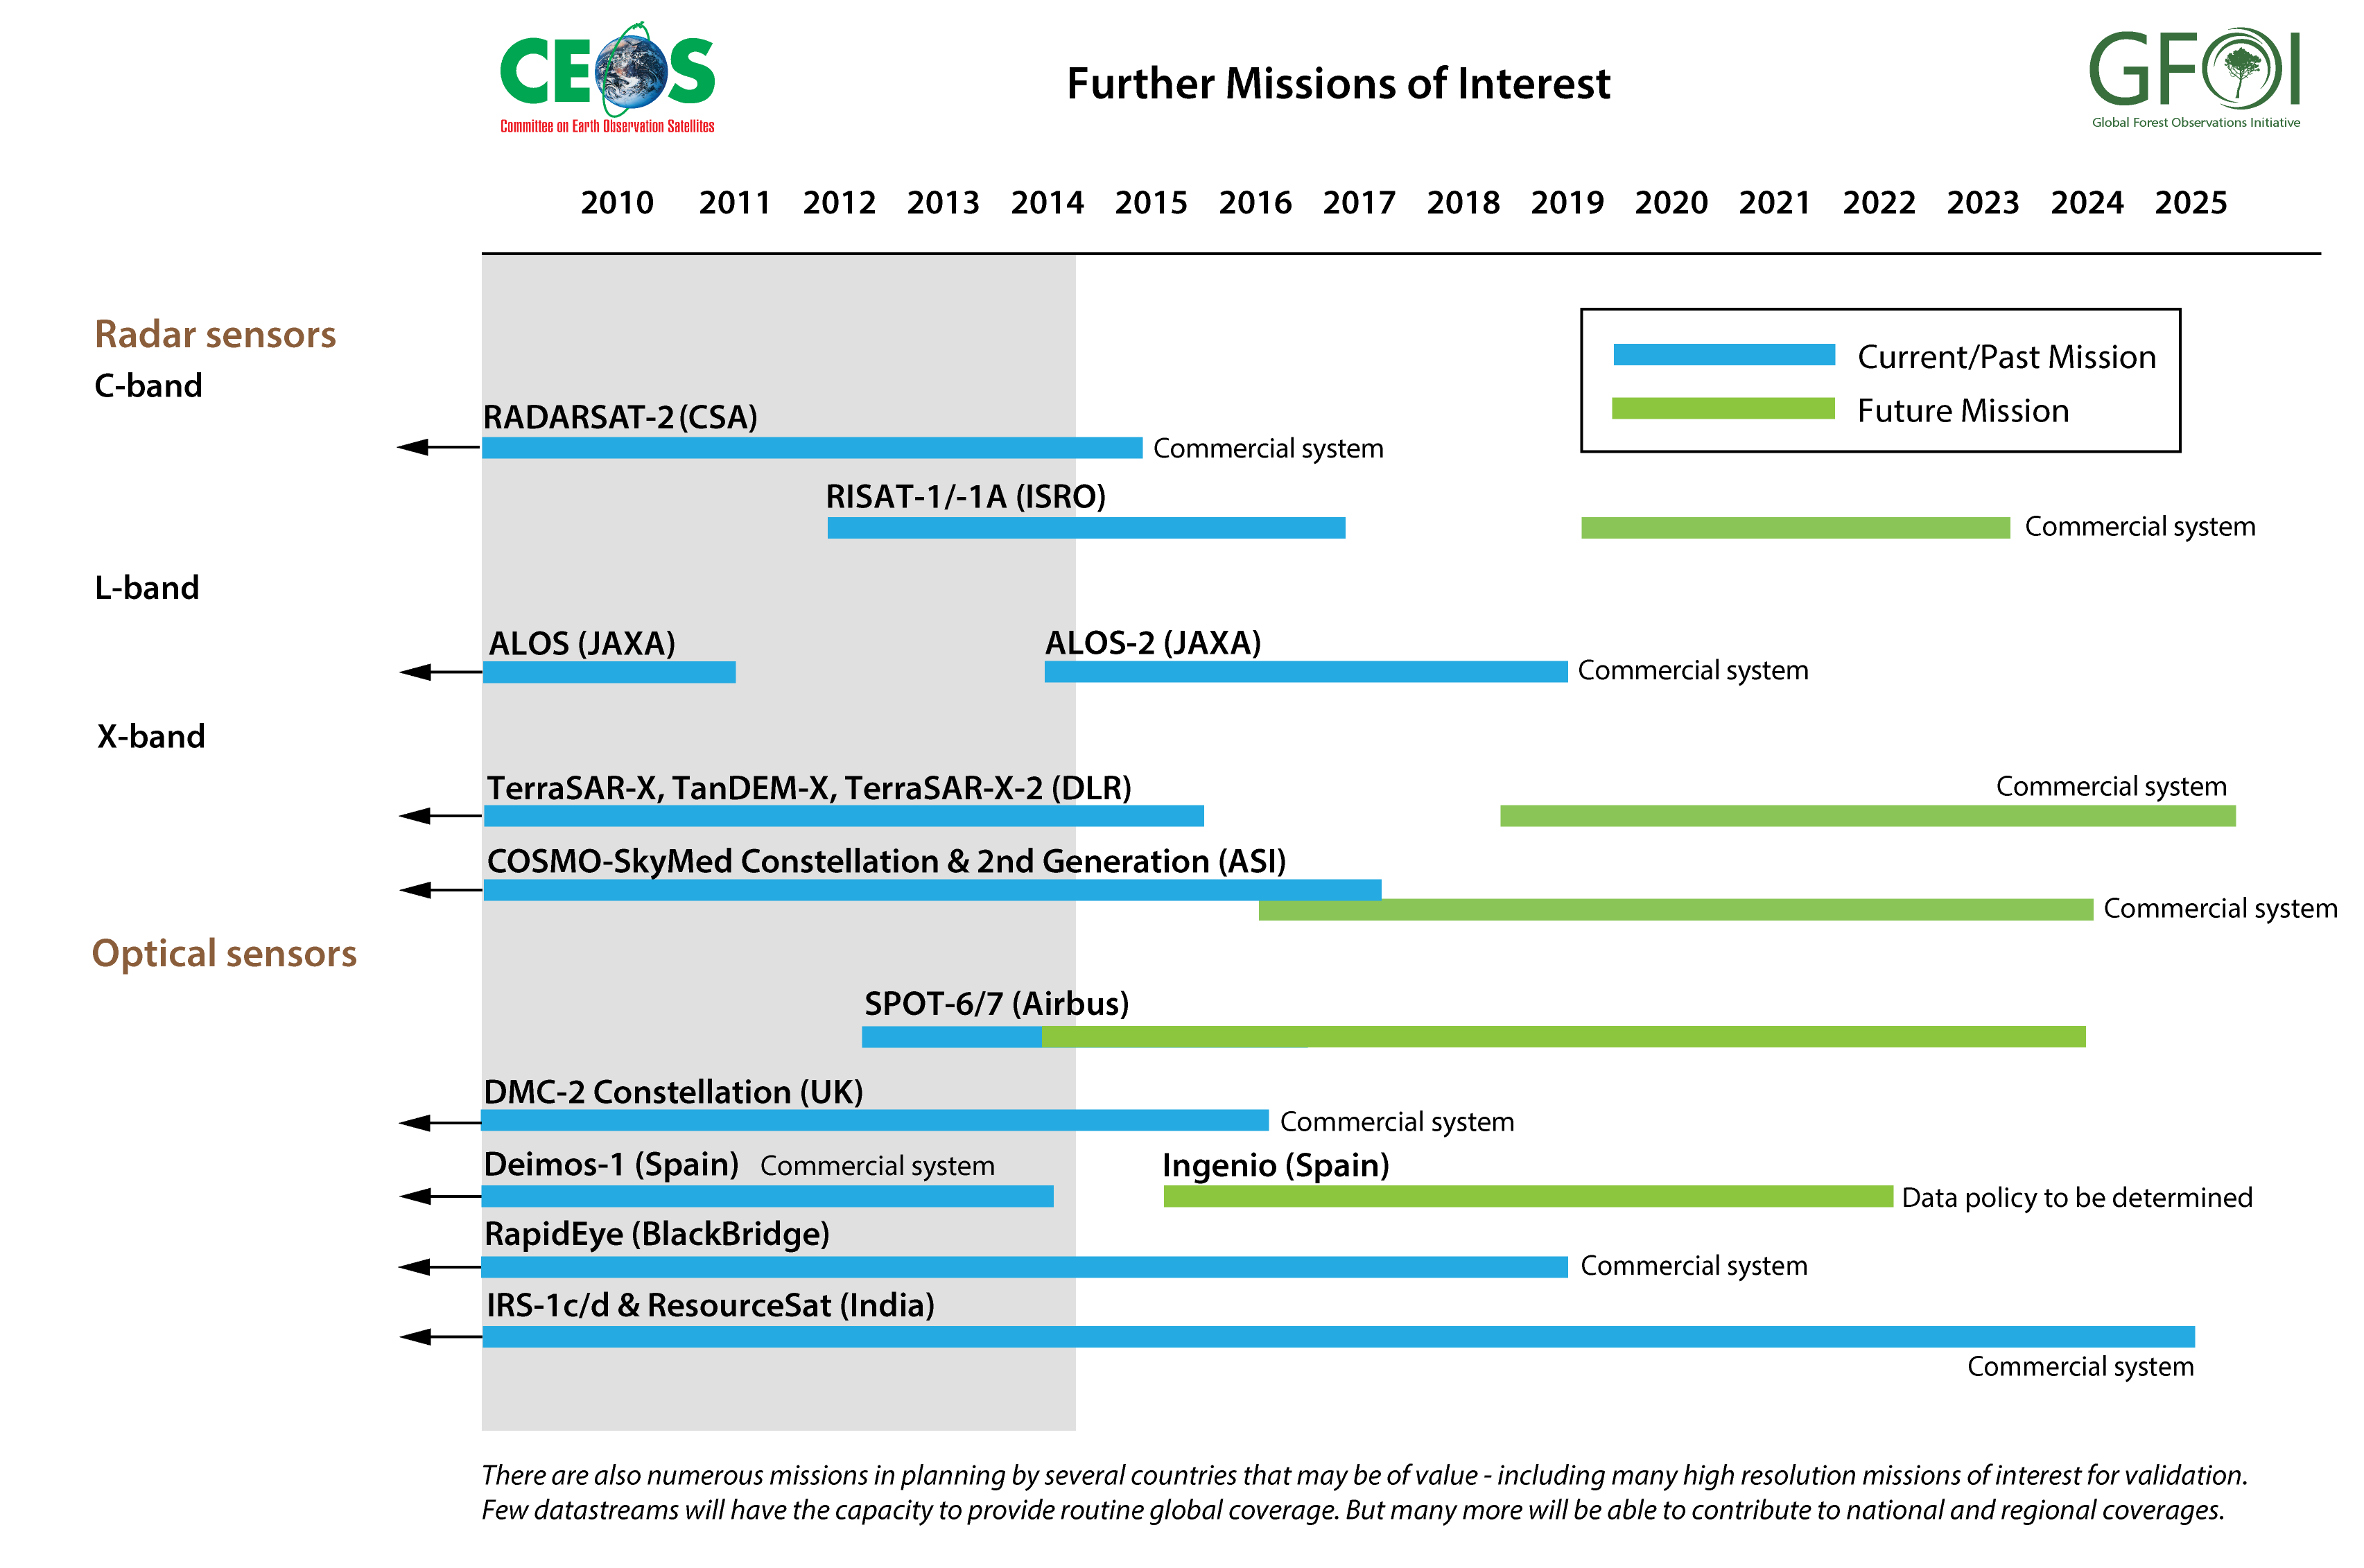 CEOS
Committee on Earth Observation Satellites
Further Missions of Interest
GFOI
Global Forest Observations Initiative
2010 2011 2012 2013 2014 2015 2016 2017 2018 2019 2020 2021 2022 2023 2024 2025
Radar sensors
C-band
Current/Past Mission
Future Mission
RADARSAT-2 (CSA)
Commercial system
RISAT-1/-1A (ISRO)
Commercial system
L-band
ALOS (JAXA)
ALOS-2 (JAXA)
Commercial system
X-band
TerraSAR-X, TanDEM-X, TerraSAR-X-2 (DLR)
Commercial system
COSMO-SkyMed Constellation & 2nd Generation (ASI)
Commercial system
Optical sensors
SPOT-6/7 (Airbus)
DMC-2 Constellation (UK)
Commercial system
Deimos-1 (Spain) Commercial system
Ingenio (Spain)
Data policy to be determined
RapidEye (BlackBridge)
Commercial system
IRS-1c/d & ResourceSat (India)
Commercial system
There are also numerous missions in planning by several countries that may be of value - including many high resolution missions of interest for validation.
Few datastreams will have the capacity to provide routine global coverage. But many more will be able to contribute to national and regional coverages.